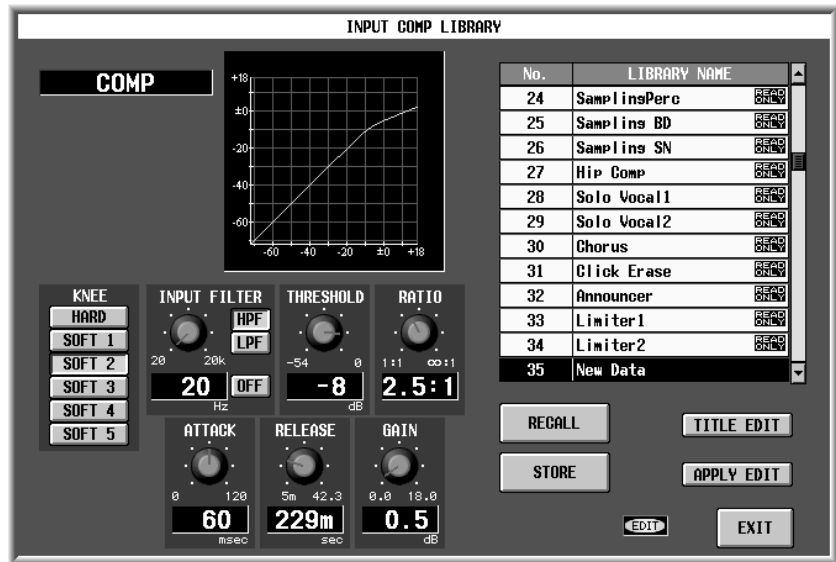 INPUT COMP LIBRARY
COMP
+18
±0
-20
-40
-60
-60 -40 -20 ±0 +18
No. LIBRARY NAME
24 SamplingPerc READ ONLY
25 Sampling BD READ ONLY
26 Sampling SN READ ONLY
27 Hip Comp READ ONLY
28 Solo Vocal1 READ ONLY
29 Solo Vocal2 READ ONLY
30 Chorus READ ONLY
31 Click Erase READ ONLY
32 Announcer READ ONLY
33 Limiter1 READ ONLY
34 Limiter2 READ ONLY
35 New Data
KNEE
HARD
SOFT 1
SOFT 2
SOFT 3
SOFT 4
SOFT 5
INPUT FILTER
HPF
LPF
20 20k
20 OFF
Hz
THRESHOLD
-54 0
-8
dB
RATIO
1:1 ∞:1
2.5:1
ATTACK
0 120
60
msec
RELEASE
5m 42.3
229m
sec
GAIN
0.0 18.0
0.5
dB
RECALL
TITLE EDIT
STORE
APPLY EDIT
EDIT
EXIT